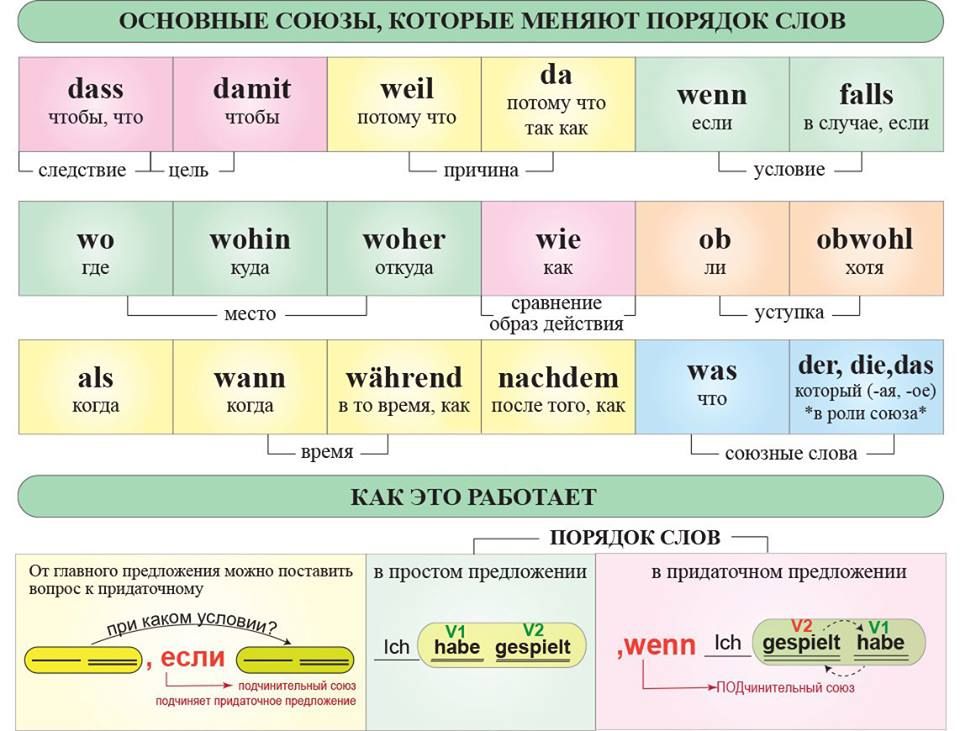 ОСНОВНЫЕ СОЮЗЫ, КОТОРЫЕ МЕНЯЮТ ПОРЯДОК СЛОВ
dass
чтобы, что
damit
чтобы
weil
потому что
da
потому что
так как
wenn
если
falls
в случае, если
следствие
цель
причина
условие
wo
где
wohin
куда
woher
откуда
wie
как
ob
ли
obwohl
хотя
место
сравнение
образ действия
уступка
als
когда
wann
когда
während
в то время, как
nachdem
после того, как
was
что
der, die,das
который (-ая, -ое)
*в роли союза*
время
союзные слова
КАК ЭТО РАБОТАЕТ
ПОРЯДОК СЛОВ
От главного предложения можно поставить
вопрос к придаточному
при каком условии?
, если
подчинительный союз
подчиняет придаточное предложение
в простом предложении
V1 V2
Ich habe gespielt
в придаточном предложении
V2 V1
,wenn Ich gespielt habe
ПОДчинительный союз